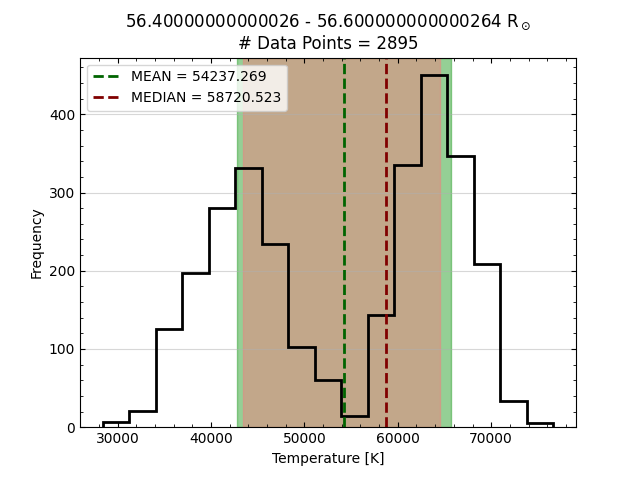 56.40000000000026 - 56.600000000000264 R⊙
# Data Points = 2895
MEAN = 54237.269
MEDIAN = 58720.523
400
300
200
100
0
Frequency
30000 40000 50000 60000 70000
Temperature [K]